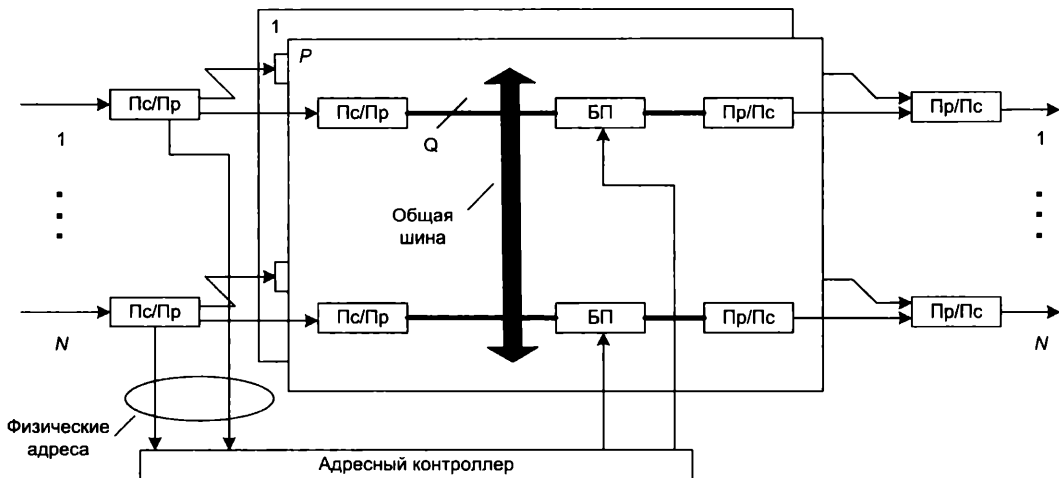 1
P
Пс/Пр
Пс/Пр
БП
Пр/Пс
Пр/Пс
1
Q
1
Общая
шина
Пс/Пр
Пс/Пр
БП
Пр/Пс
Пр/Пс
N
N
Физические
адреса
Адресный контроллер